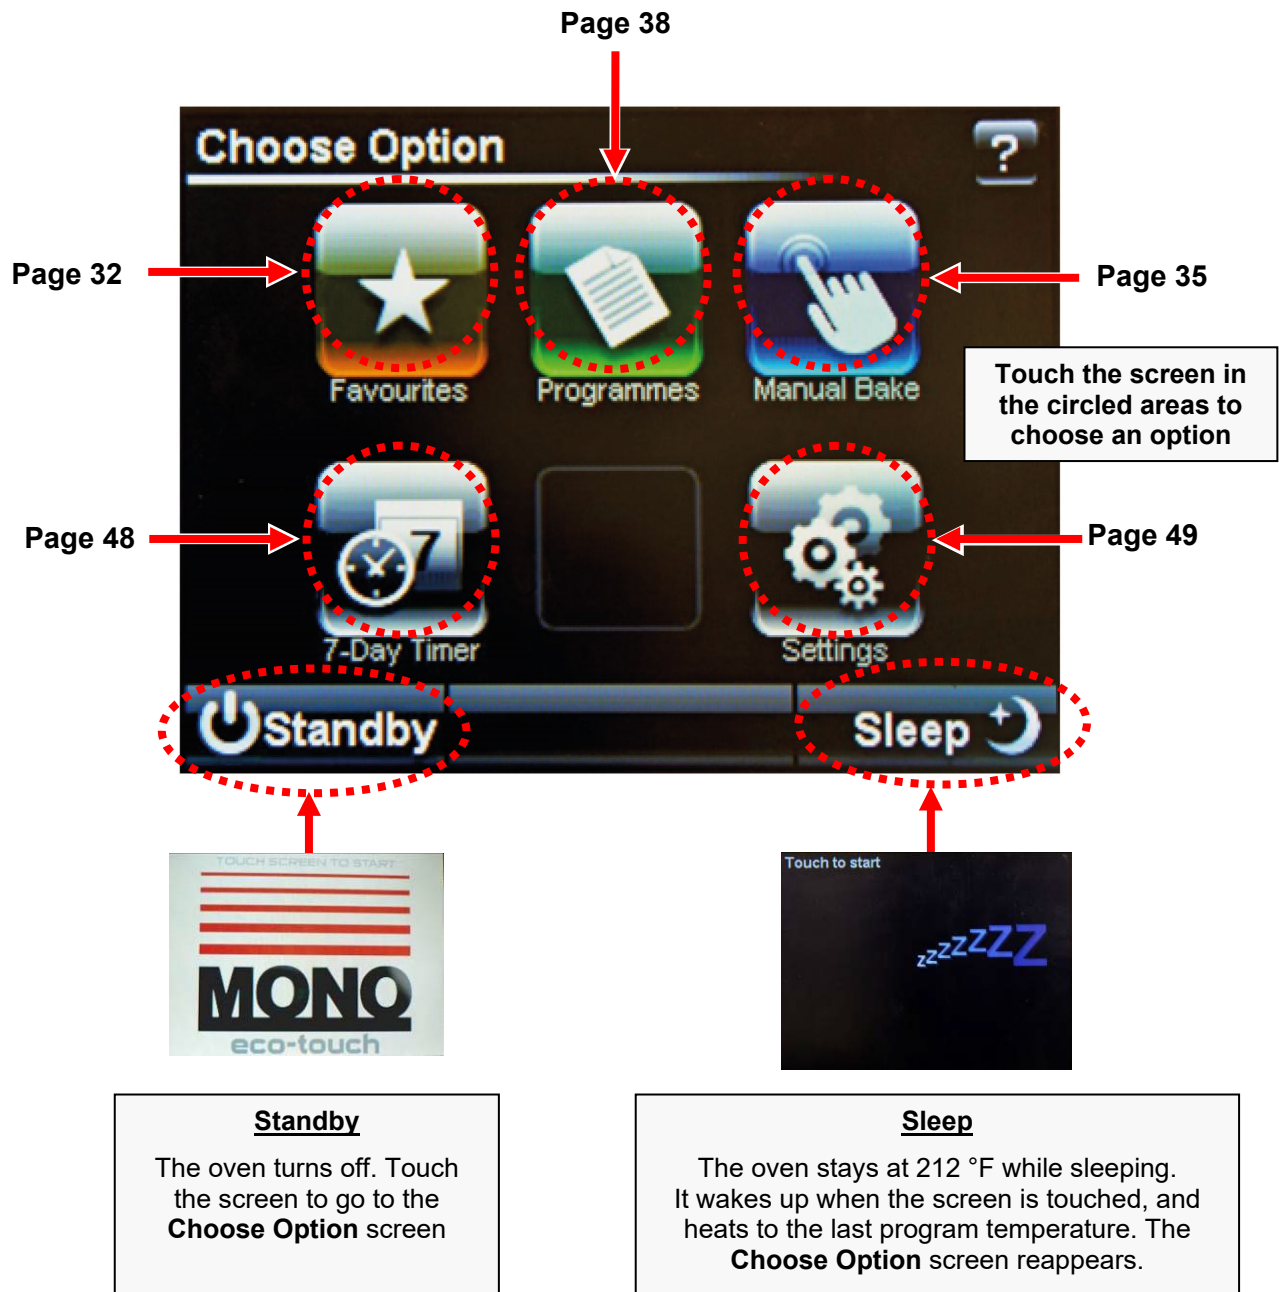 Page 38
Choose Option
?
Page 32
Page 35
Favourites
Programmes
Manual Bake
Touch the screen in
the circled areas to
choose an option
Page 48
7
Page 49
7-Day Timer
Settings
Standby
Sleep
TOUCH SCREEN TO START
MONO
eco-touch
Touch to start
zzzzzzZ
Standby
The oven turns off. Touch
the screen to go to the
Choose Option screen
Sleep
The oven stays at 212 °F while sleeping.
It wakes up when the screen is touched, and
heats to the last program temperature. The
Choose Option screen reappears.